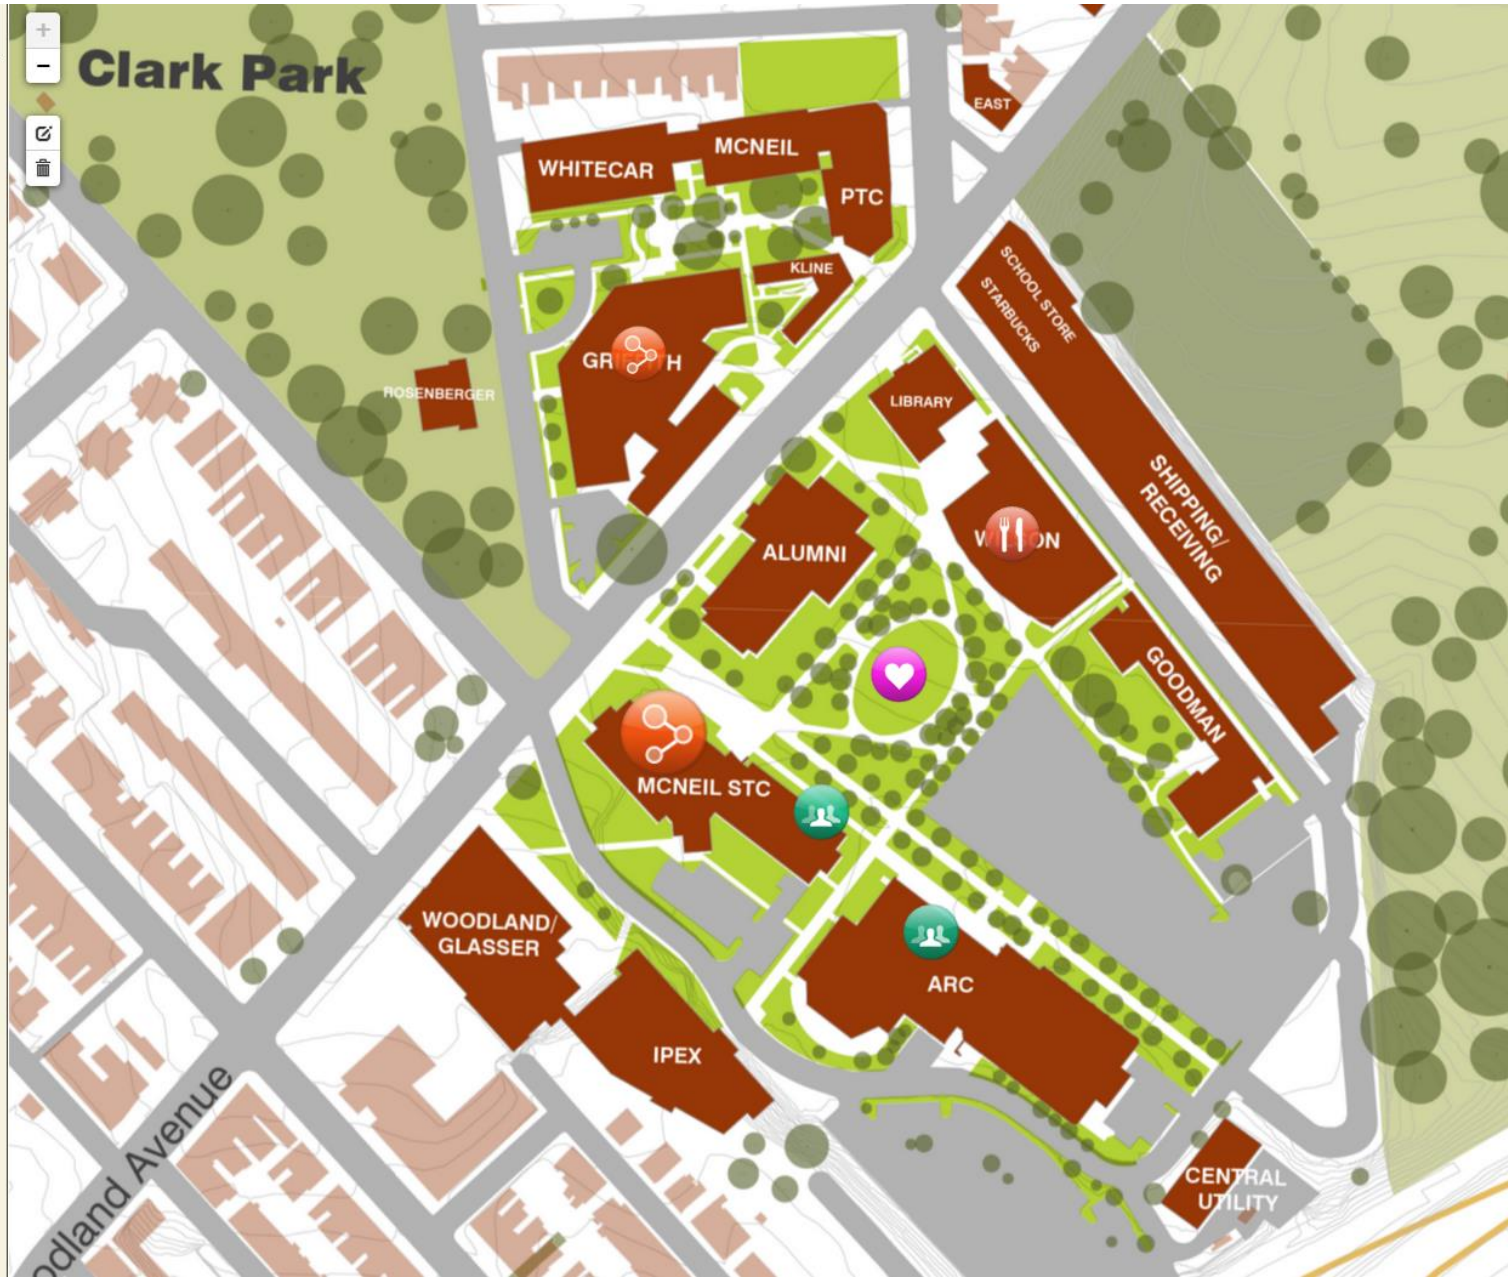 +
−
Clark Park
EAST
MCNEIL
WHITECAR
PTC
KLINE
SCHOOL STORE
STARBUCKS
ROSENBERGER
LIBRARY
SHIPPING/
RECEIVING
ALUMNI
GOODMAN
MCNEIL STC
WOODLAND/
GLASSER
ARC
IPEX
CENTRAL
UTILITY
Avenue